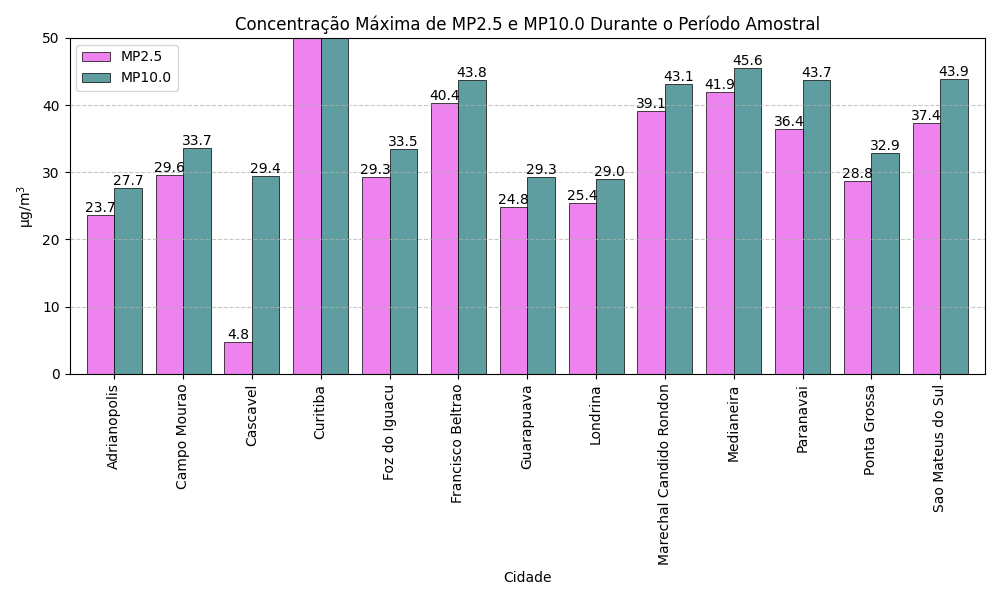 Concentração Máxima de MP2.5 e MP10.0 Durante o Período Amostral
MP2.5
MP10.0
µg/m³
50
40
30
20
10
0
23.7
27.7
29.6
33.7
4.8
29.4
29.3
33.5
40.4
43.8
24.8
29.3
25.4
29.0
39.1
43.1
41.9
45.6
36.4
43.7
28.8
32.9
37.4
43.9
Adrianopolis
Campo Mourao
Cascavel
Curitiba
Foz do Iguacu
Francisco Beltrao
Guarapuava
Londrina
Marechal Candido Rondon
Medianeira
Paranavai
Ponta Grossa
Sao Mateus do Sul
Cidade